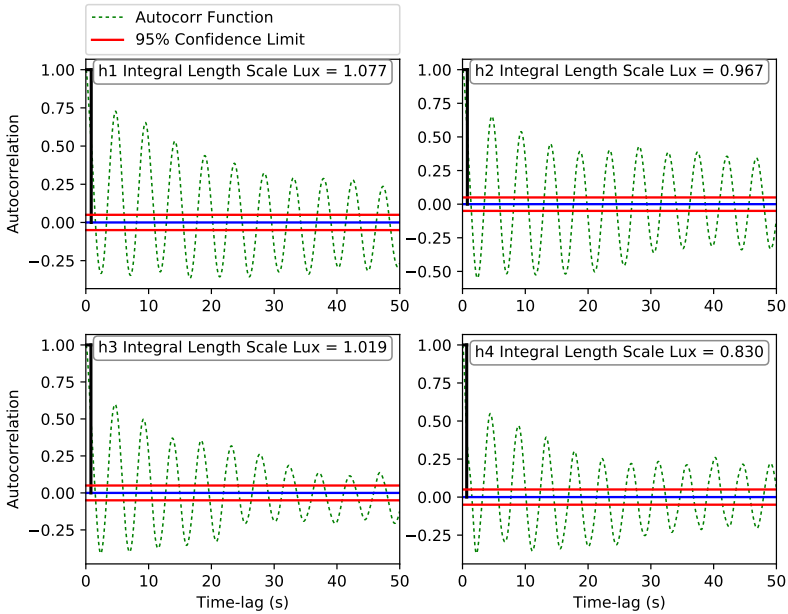 Autocorr Function
95% Confidence Limit
h1 Integral Length Scale Lux = 1.077
1.00
0.75
0.50
0.25
0.00
−0.25
Autocorrelation
0 10 20 30 40 50
h2 Integral Length Scale Lux = 0.967
1.00
0.75
0.50
0.25
0.00
−0.25
−0.50
0 10 20 30 40 50
h3 Integral Length Scale Lux = 1.019
1.00
0.75
0.50
0.25
0.00
−0.25
Autocorrelation
0 10 20 30 40 50
Time-lag (s)
h4 Integral Length Scale Lux = 0.830
1.00
0.75
0.50
0.25
0.00
−0.25
0 10 20 30 40 50
Time-lag (s)